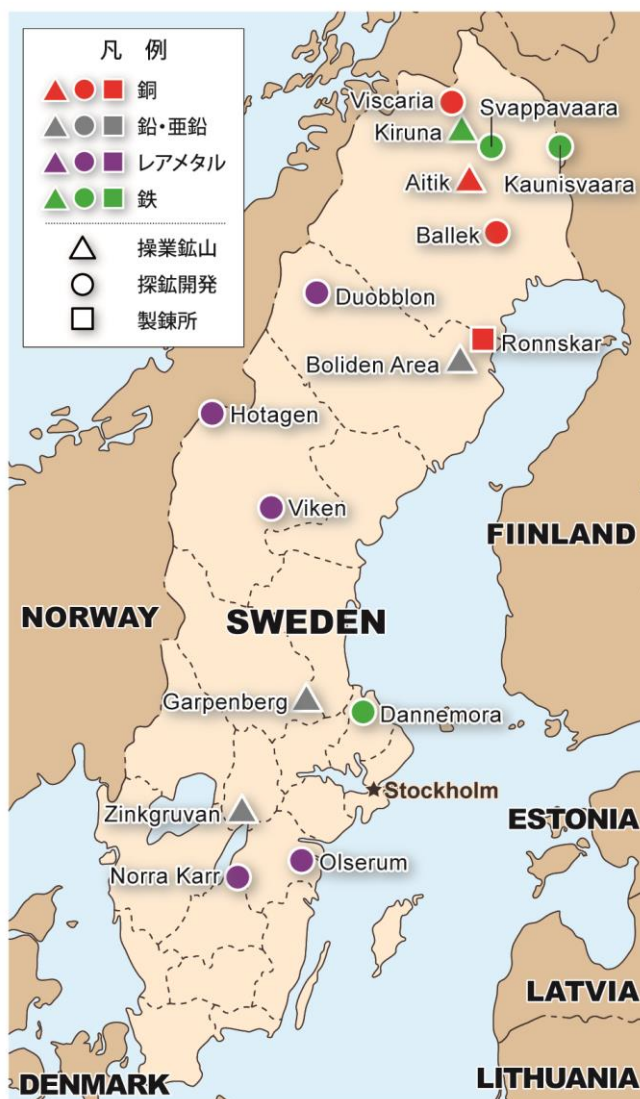 凡 例
銅
鉛・亜鉛
レアメタル
鉄
操業鉱山
探鉱開発
製錬所
Viscaria
Svappavaara
Kiruna
Aitik
Kaunisvaara
Ballek
Duobblon
Ronnskar
Boliden Area
Hotagen
Viken
FIINLAND
NORWAY
SWEDEN
Garpenberg
Dannemora
Stockholm
Zinkgruvan
ESTONIA
Olserum
Norra Karr
LATVIA
DENMARK
LITHUANIA